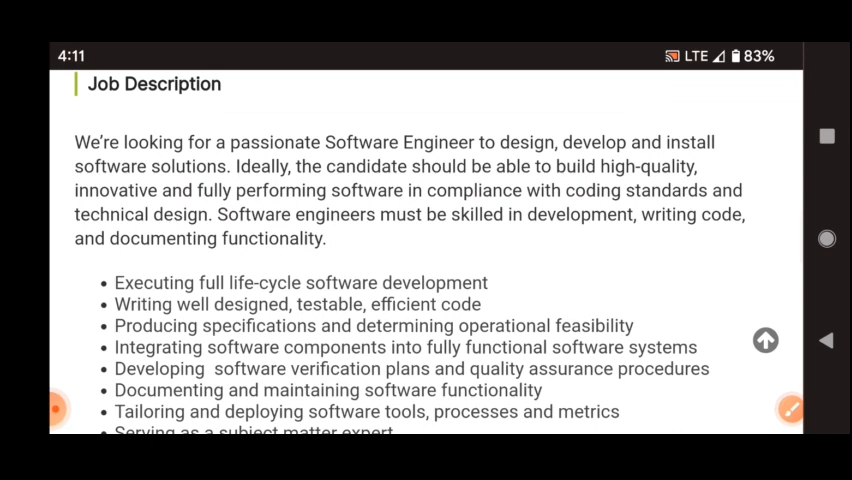 4:11 LTE 83%
Job Description
We're looking for a passionate Software Engineer to design, develop and install
software solutions. Ideally, the candidate should be able to build high-quality,
innovative and fully performing software in compliance with coding standards and
technical design. Software engineers must be skilled in development, writing code,
and documenting functionality.
• Executing full life-cycle software development
• Writing well designed, testable, efficient code
• Producing specifications and determining operational feasibility
• Integrating software components into fully functional software systems
• Developing  software verification plans and quality assurance procedures
• Documenting and maintaining software functionality
• Tailoring and deploying software tools, processes and metrics
• Serving as a subject matter expert